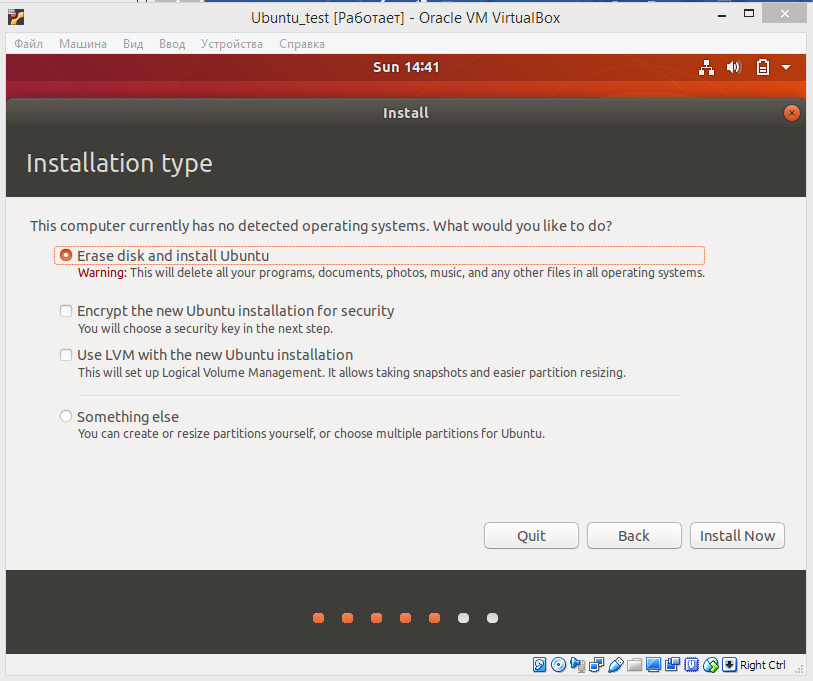 Ubuntu_test [Работает] - Oracle VM VirtualBox
Файл Машина Вид Ввод Устройства Справка
Sun 14:41
Install
Installation type
This computer currently has no detected operating systems. What would you like to do?
Erase disk and install Ubuntu
Warning: This will delete all your programs, documents, photos, music, and any other files in all operating systems.
Encrypt the new Ubuntu installation for security
You will choose a security key in the next step.
Use LVM with the new Ubuntu installation
This will set up Logical Volume Management. It allows taking snapshots and easier partition resizing.
Something else
You can create or resize partitions yourself, or choose multiple partitions for Ubuntu.
Quit Back Install Now
Right Ctrl